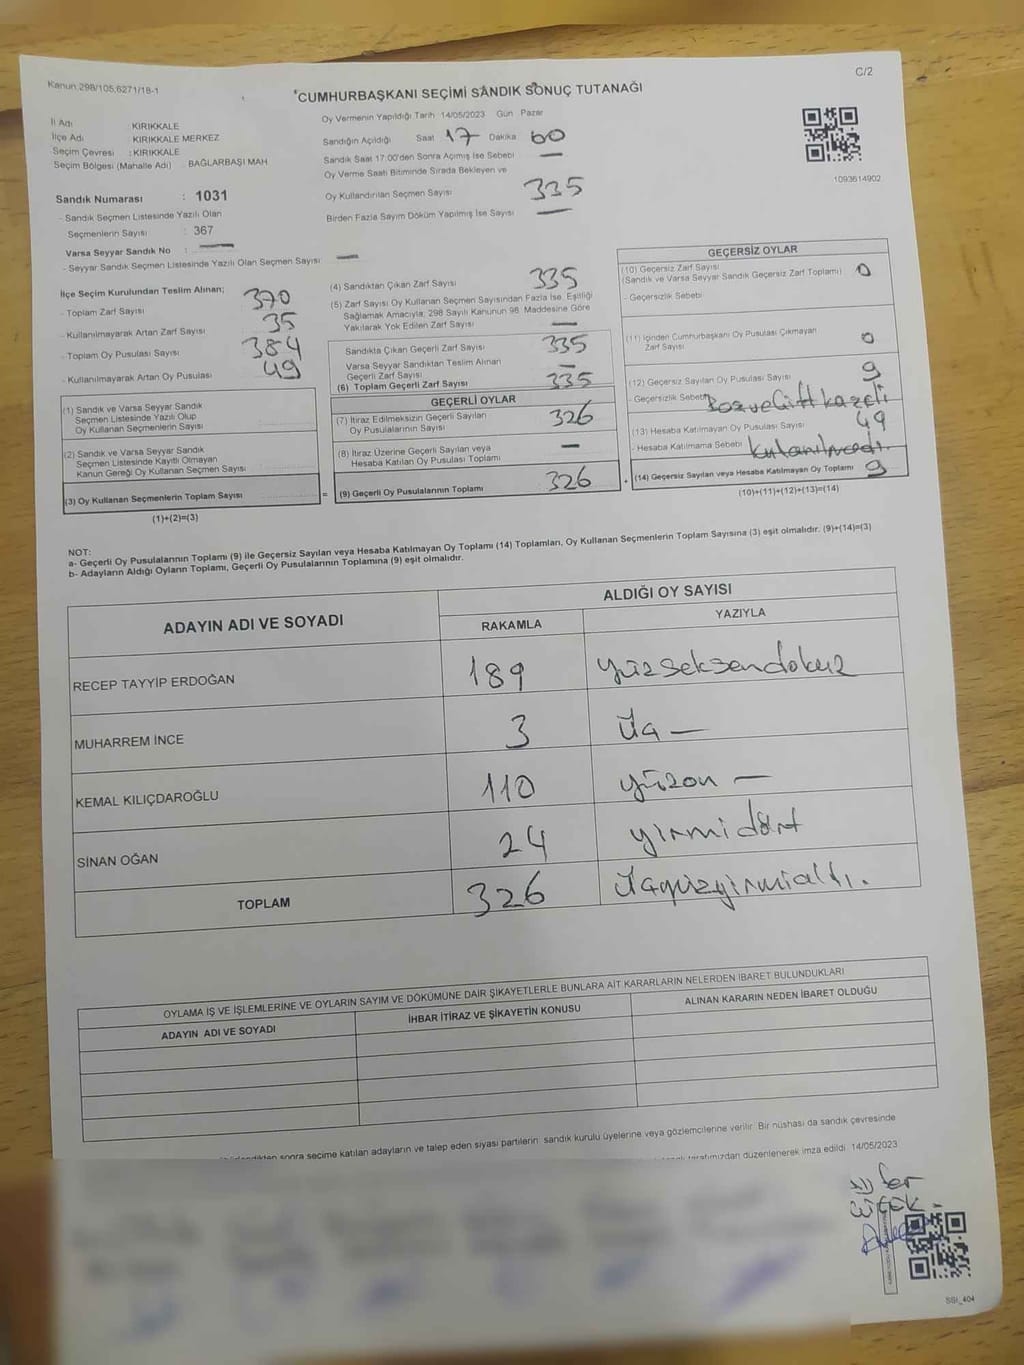 Kanun:298/105,6271/18-1
C/2
CUMHURBAŞKANI SEÇİMİ SANDIK SONUÇ TUTANAĞI
İl Adı : KIRIKKALE
İlçe Adı : KIRIKKALE MERKEZ
Seçim Çevresi : KIRIKKALE
Seçim Bölgesi (Mahalle Adı) : BAĞLARBAŞI MAH
Sandık Numarası : 1031
- Sandık Seçmen Listesinde Yazılı Olan
Seçmenlerin Sayısı : 367
Varsa Seyyar Sandık No : —
- Seyyar Sandık Seçmen Listesinde Yazılı Olan Seçmen Sayısı —
Oy Vermenin Yapıldığı Tarih 14/05/2023 Gün Pazar
Sandığın Açıldığı Saat 17 Dakika 00
Sandık Saat 17:00'den Sonra Açımış İse Sebebi —
Oy Verme Saati Bitiminde Sırada Bekleyen ve
Oy Kullandırılan Seçmen Sayısı 335
Birden Fazla Sayım Döküm Yapılmış İse Sayısı —
1093614902
İlçe Seçim Kurulundan Teslim Alınan;
- Toplam Zarf Sayısı 370
- Kullanılmayarak Artan Zarf Sayısı 35
- Toplam Oy Pusulası Sayısı 384
- Kullanılmayarak Artan Oy Pusulası 49
(1) Sandık ve Varsa Seyyar Sandık
Seçmen Listesinde Yazılı Olup
Oy Kullanan Seçmenlerin Sayısı
(2) Sandık ve Varsa Seyyar Sandık
Seçmen Listesinde Kayıtlı Olmayan
Kanun Gereği Oy Kullanan Seçmen Sayısı
(3) Oy Kullanan Seçmenlerin Toplam Sayısı =
(1)+(2)=(3)
(4) Sandıktan Çıkan Zarf Sayısı 335
(5) Zarf Sayısı Oy Kullanan Seçmen Sayısından Fazla İse, Eşitliği
Sağlamak Amacıyla, 298 Sayılı Kanunun 98. Maddesine Göre
Yakılarak Yok Edilen Zarf Sayısı —
Sandıkta Çıkan Geçerli Zarf Sayısı 335
Varsa Seyyar Sandıktan Teslim Alınan
Geçerli Zarf Sayısı —
(6) Toplam Geçerli Zarf Sayısı 335
GEÇERLİ OYLAR
(7) İtiraz Edilmeksizin Geçerli Sayılan
Oy Pusulalarının Sayısı 326
(8) İtiraz Üzerine Geçerli Sayılan veya
Hesaba Katılan Oy Pusulası Toplamı —
(9) Geçerli Oy Pusulalarının Toplamı 326 +
GEÇERSİZ OYLAR
(10) Geçersiz Zarf Sayısı
(Sandık ve Varsa Seyyar Sandık Geçersiz Zarf Toplamı) 0
- Geçersizlik Sebebi
(11) İçinden Cumhurbaşkanı Oy Pusulası Çıkmayan
Zarf Sayısı 0
(12) Geçersiz Sayılan Oy Pusulası Sayısı 9
- Geçersizlik Sebebi
(13) Hesaba Katılmayan Oy Pusulası Sayısı 49
- Hesaba Katılmama Sebebi kulanılmadı
(14) Geçersiz Sayılan veya Hesaba Katılmayan Oy Toplamı 9
(10)+(11)+(12)+(13)=(14)
NOT:
a- Geçerli Oy Pusulalarının Toplamı (9) ile Geçersiz Sayılan veya Hesaba Katılmayan Oy Toplamı (14) Toplamları, Oy Kullanan Seçmenlerin Toplam Sayısına (3) eşit olmalıdır. (9)+(14)=(3)
b- Adayların Aldığı Oyların Toplamı, Geçerli Oy Pusulalarının Toplamına (9) eşit olmalıdır.
ADAYIN ADI VE SOYADI
ALDIĞI OY SAYISI
RAKAMLA YAZIYLA
RECEP TAYYİP ERDOĞAN 189 yüzseksendokuz
MUHARREM İNCE 3 üç —
KEMAL KILIÇDAROĞLU 110 yüzon —
SİNAN OĞAN 24 yirmidört
TOPLAM 326 üçyüzyirmialtı.
OYLAMA İŞ VE İŞLEMLERİNE VE OYLARIN SAYIM VE DÖKÜMÜNE DAİR ŞİKAYETLERLE BUNLARA AİT KARARLARIN NELERDEN İBARET BULUNDUKLARI
ADAYIN ADI VE SOYADI İHBAR İTİRAZ VE ŞİKAYETİN KONUSU ALINAN KARARIN NEDEN İBARET OLDUĞU
sonra seçime katılan adayların ve talep eden siyasi partilerin sandık kurulu üyelerine veya gözlemcilerine verilir. Bir nüshası da sandık çevresinde
tarafımızdan düzenlenerek imza edildi. 14/05/2023
SGI_404